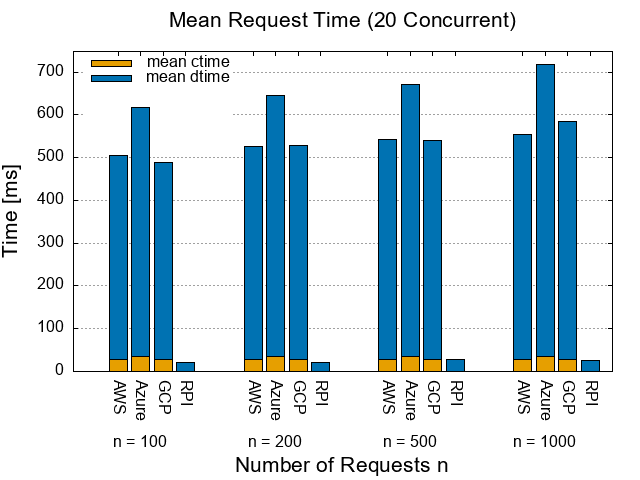 Mean Request Time (20 Concurrent)
mean ctime
mean dtime
Time [ms]
700
600
500
400
300
200
100
0
AWS Azure GCP RPI AWS Azure GCP RPI AWS Azure GCP RPI AWS Azure GCP RPI
n = 100 n = 200 n = 500 n = 1000
Number of Requests n